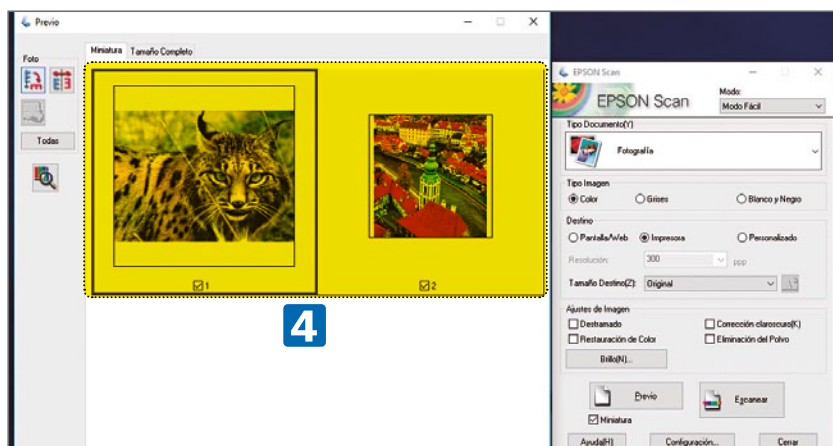 Previo
Miniatura Tamaño Completo
Foto
Todas
1
2
4
EPSON Scan
EPSON Scan
Modo:
Modo Fácil
Tipo Documento(Y)
Fotografía
Tipo Imagen
Color Grises Blanco y Negro
Destino
Pantalla/Web Impresora Personalizado
Resolución: 300 ppp
Tamaño Destino(Z): Original
Ajustes de Imagen
Destramado Corrección claroscuro(K)
Restauración de Color Eliminación del Polvo
Brillo(N)...
Previo Escanear
Miniatura
Ayuda(H) Configuración... Cerrar